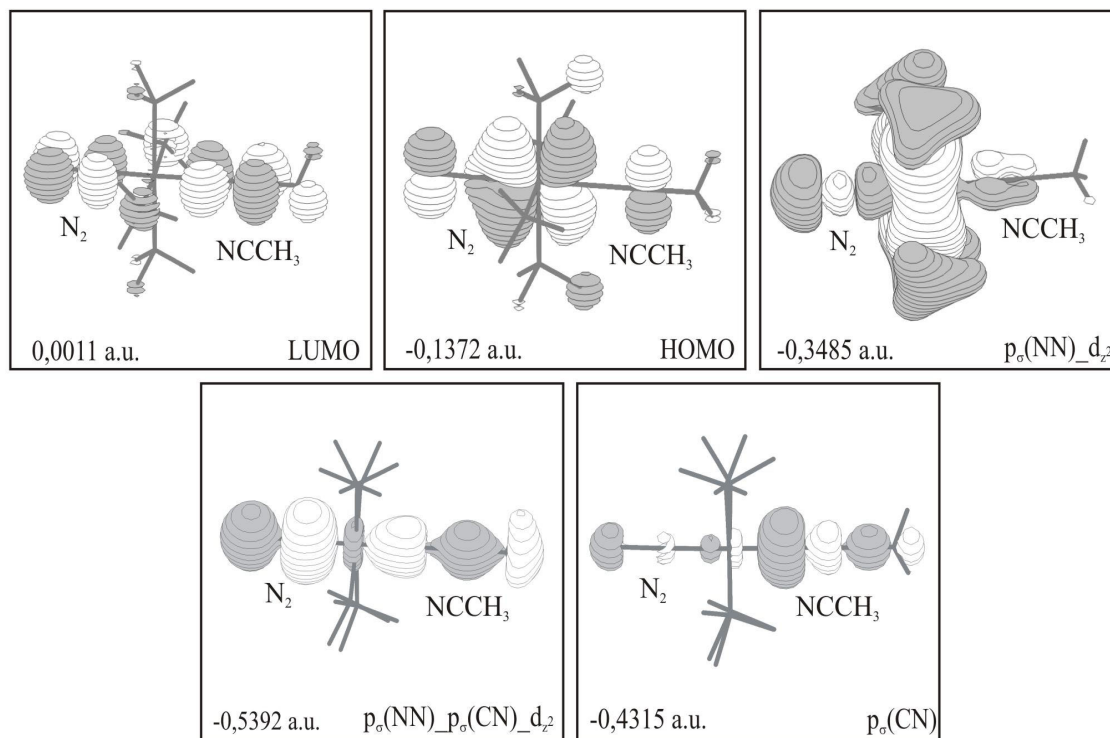 N₂
NCCH₃
0,0011 a.u. LUMO
N₂
NCCH₃
-0,1372 a.u. HOMO
N₂
NCCH₃
-0,3485 a.u. pσ(NN)_dz²
N₂
NCCH₃
-0,5392 a.u. pσ(NN)_pσ(CN)_dz²
N₂
NCCH₃
-0,4315 a.u. pσ(CN)